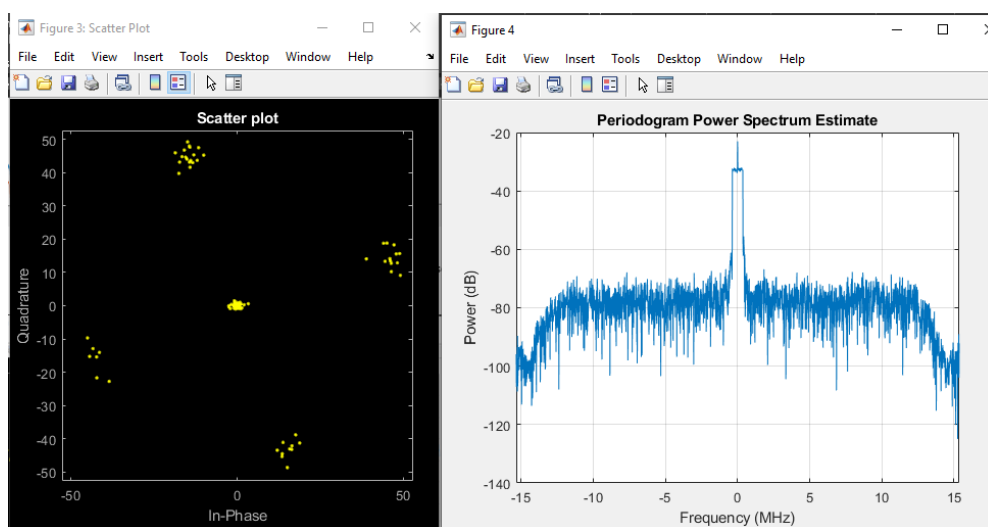 Figure 3: Scatter Plot
File Edit View Insert Tools Desktop Window Help
Scatter plot
50
40
30
20
10
0
-10
-20
-30
-40
-50
Quadrature
-50 0 50
In-Phase
Figure 4
File Edit View Insert Tools Desktop Window Help
Periodogram Power Spectrum Estimate
-20
-40
-60
-80
-100
-120
-140
Power (dB)
-15 -10 -5 0 5 10 15
Frequency (MHz)